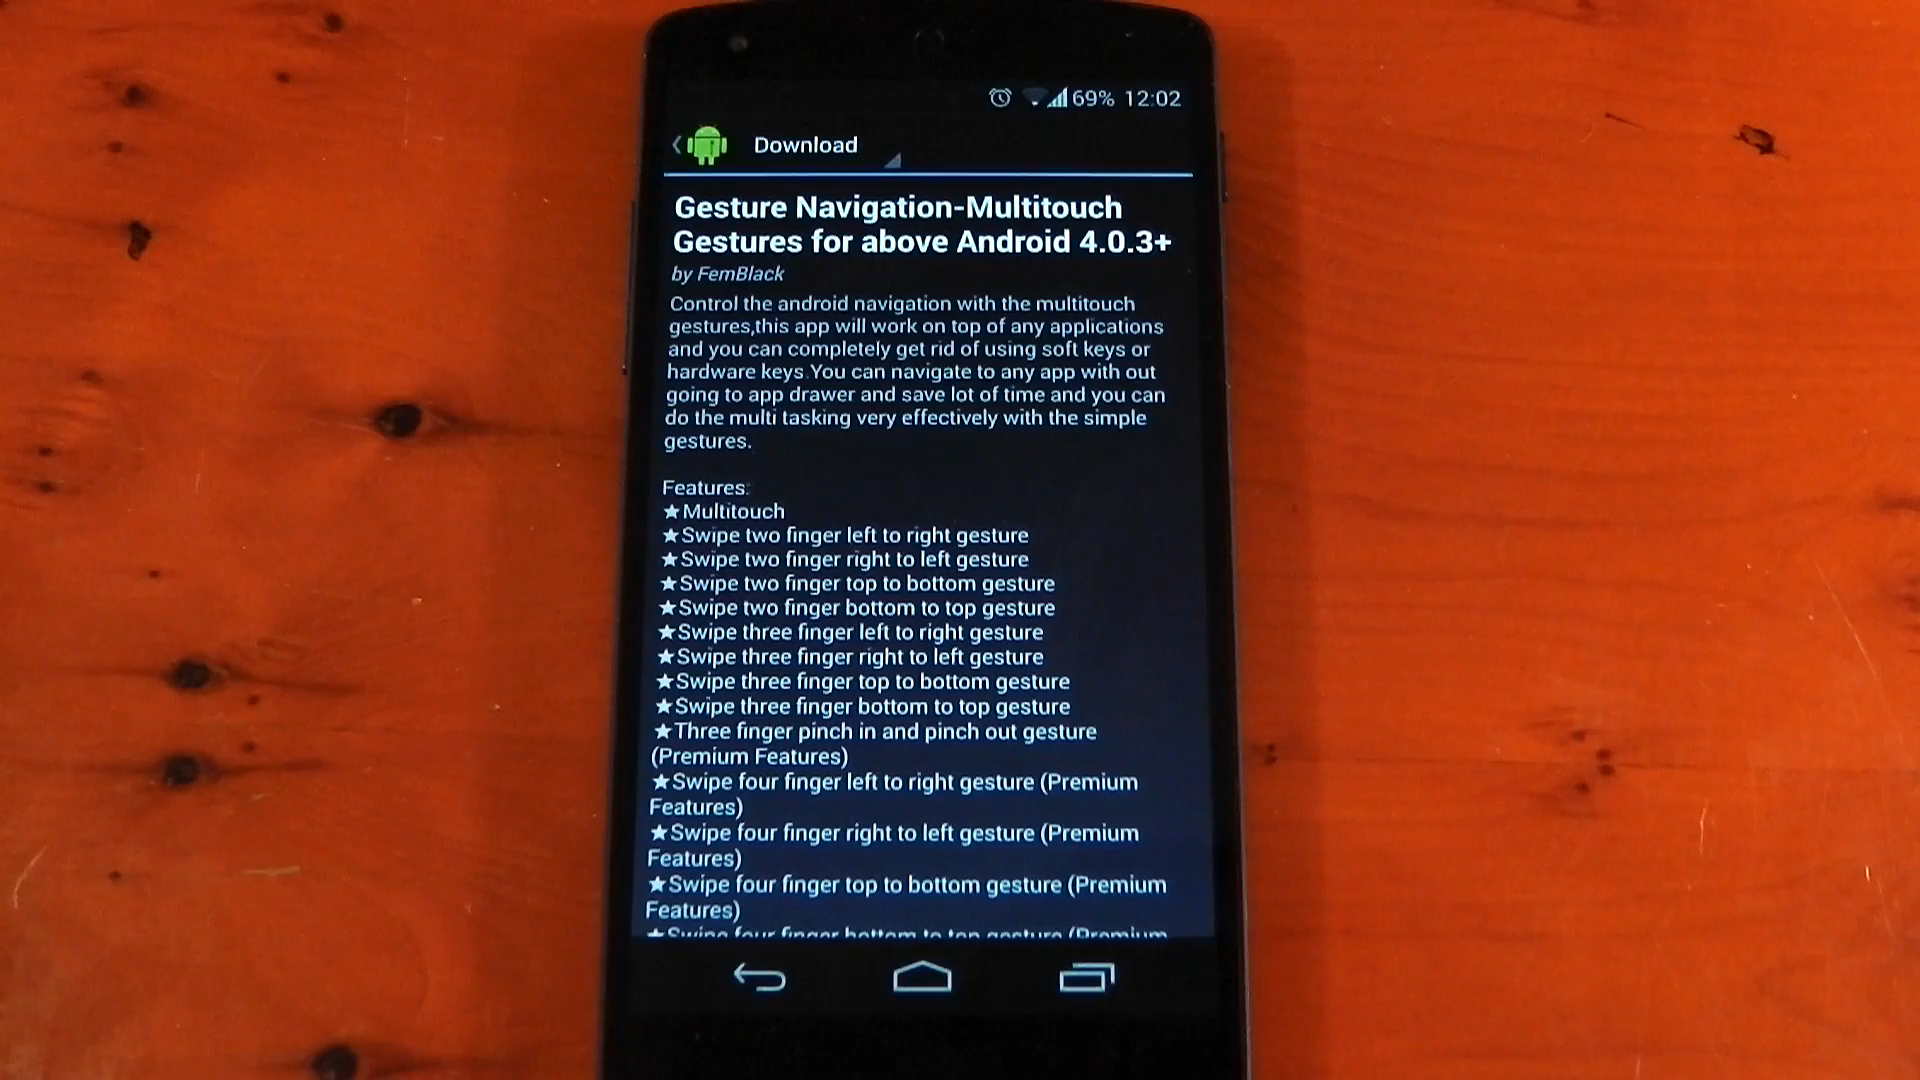 69% 12:02
Download
Gesture Navigation-Multitouch
Gestures for above Android 4.0.3+
by FemBlack
Control the android navigation with the multitouch
gestures,this app will work on top of any applications
and you can completely get rid of using soft keys or
hardware keys.You can navigate to any app with out
going to app drawer and save lot of time and you can
do the multi tasking very effectively with the simple
gestures.
Features:
★Multitouch
★Swipe two finger left to right gesture
★Swipe two finger right to left gesture
★Swipe two finger top to bottom gesture
★Swipe two finger bottom to top gesture
★Swipe three finger left to right gesture
★Swipe three finger right to left gesture
★Swipe three finger top to bottom gesture
★Swipe three finger bottom to top gesture
★Three finger pinch in and pinch out gesture
(Premium Features)
★Swipe four finger left to right gesture (Premium
Features)
★Swipe four finger right to left gesture (Premium
Features)
★Swipe four finger top to bottom gesture (Premium
Features)
★Swipe four finger bottom to top gesture (Premium